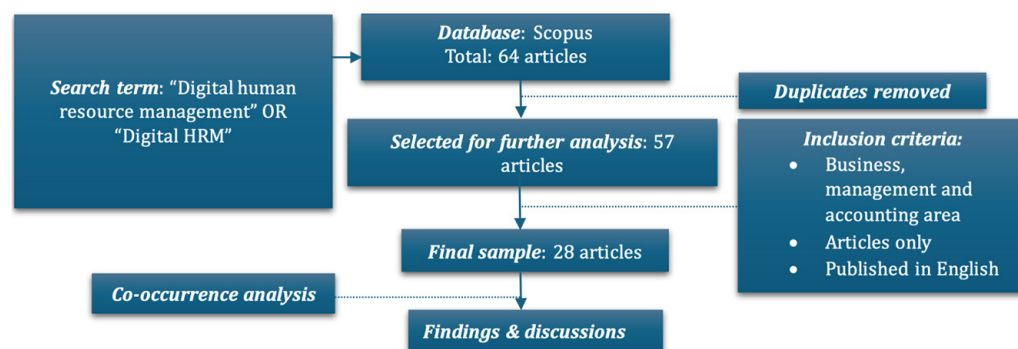 Search term: “Digital human
resource management” OR
“Digital HRM”
Database: Scopus
Total: 64 articles
Duplicates removed
Selected for further analysis: 57
articles
Inclusion criteria:
• Business,
management and
accounting area
• Articles only
• Published in English
Final sample: 28 articles
Co-occurrence analysis
Findings & discussions